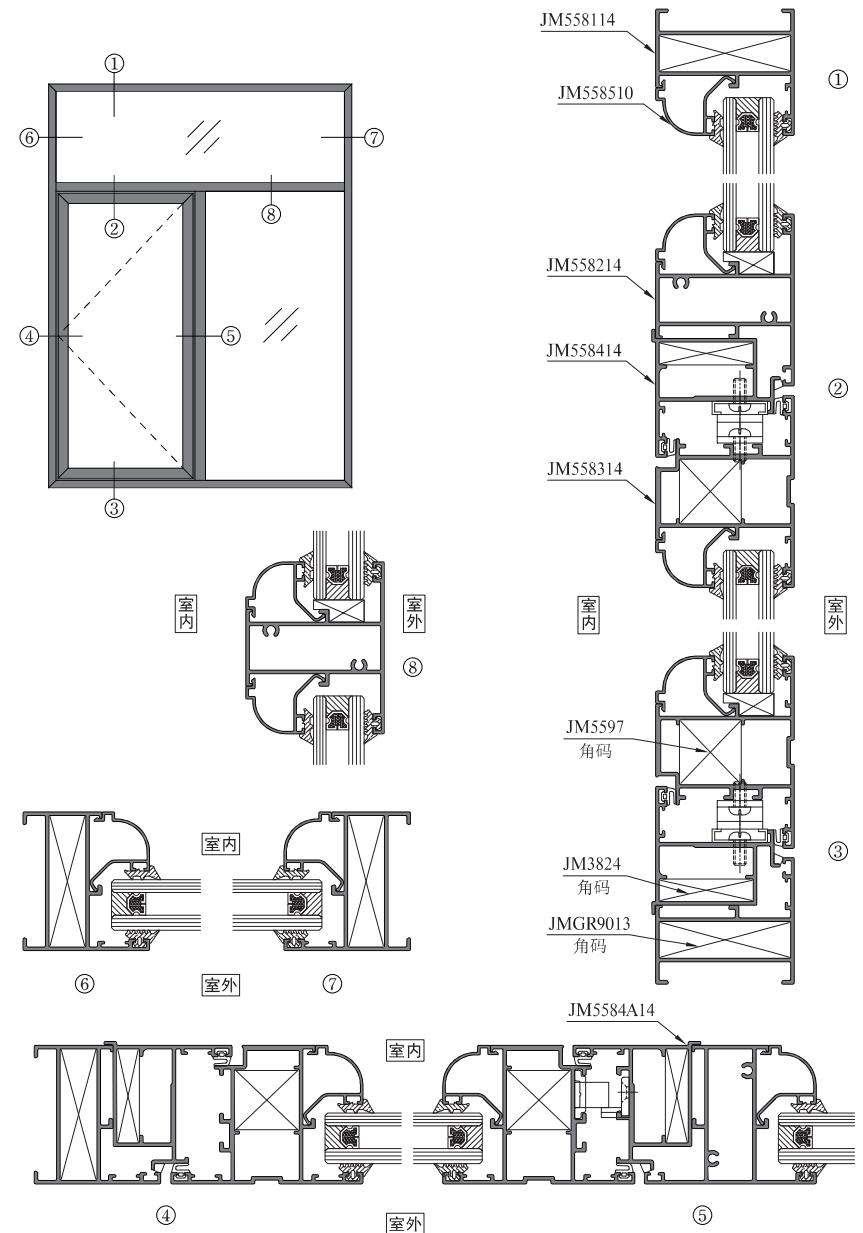 ①
⑥
⑦
②
⑧
④
⑤
③
JM558114
①
JM558510
JM558214
JM558414
②
JM558314
室内
室外
室内
室外
⑧
JM5597
角码
JM3824
角码
③
JMGR9013
角码
室内
⑥
室外
⑦
JM5584A14
室内
④
室外
⑤